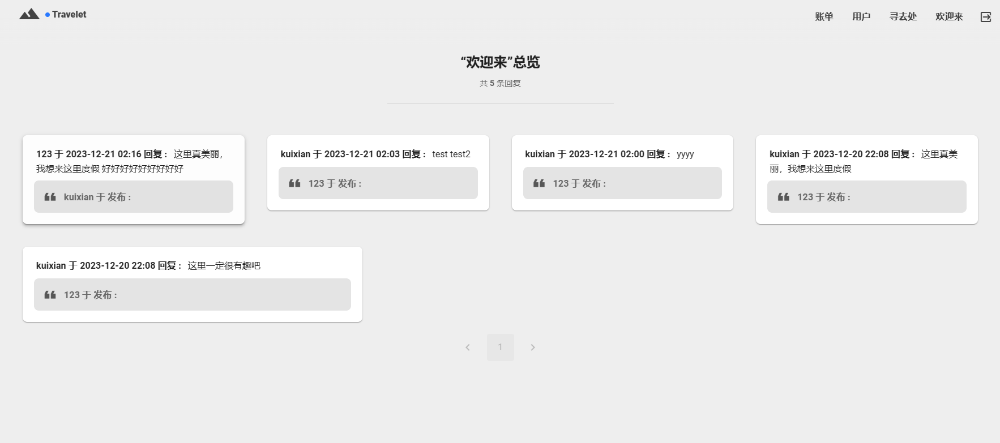 Travelet
账单 用户 寻去处 欢迎来
“欢迎来”总览
共 5 条回复
123 于 2023-12-21 02:16 回复： 这里真美丽，
我想来这里度假 好好好好好好好好好
kuixian 于 发布 :
kuixian 于 2023-12-21 02:03 回复： test test2
123 于 发布 :
kuixian 于 2023-12-21 02:00 回复： yyyy
123 于 发布 :
kuixian 于 2023-12-20 22:08 回复： 这里真美
丽，我想来这里度假
123 于 发布 :
kuixian 于 2023-12-20 22:08 回复： 这里一定很有趣吧
123 于 发布 :
1